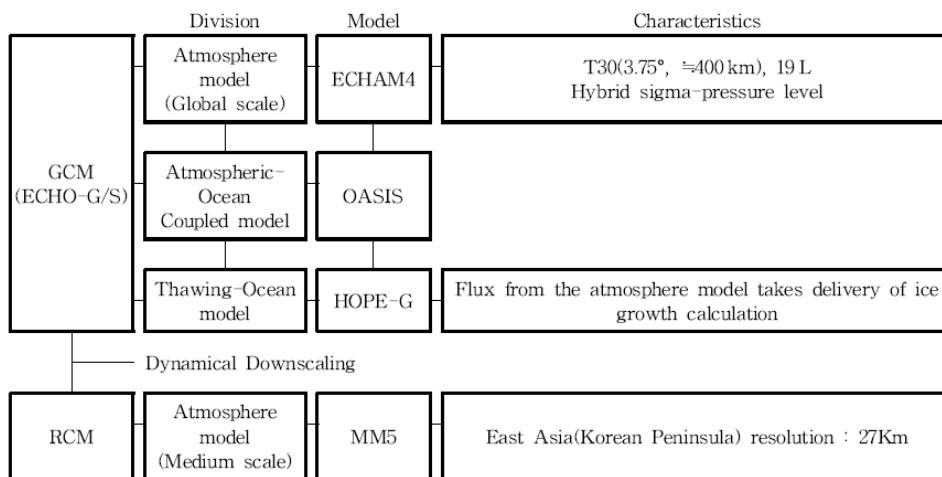 Division Model Characteristics
GCM
(ECHO-G/S)
Atmosphere
model
(Global scale)
ECHAM4
T30(3.75°, ≒400 km), 19 L
Hybrid sigma-pressure level
Atmospheric-
Ocean
Coupled model
OASIS
Thawing-Ocean
model
HOPE-G
Flux from the atmosphere model takes delivery of ice
growth calculation
Dynamical Downscaling
RCM
Atmosphere
model
(Medium scale)
MM5
East Asia(Korean Peninsula) resolution : 27Km